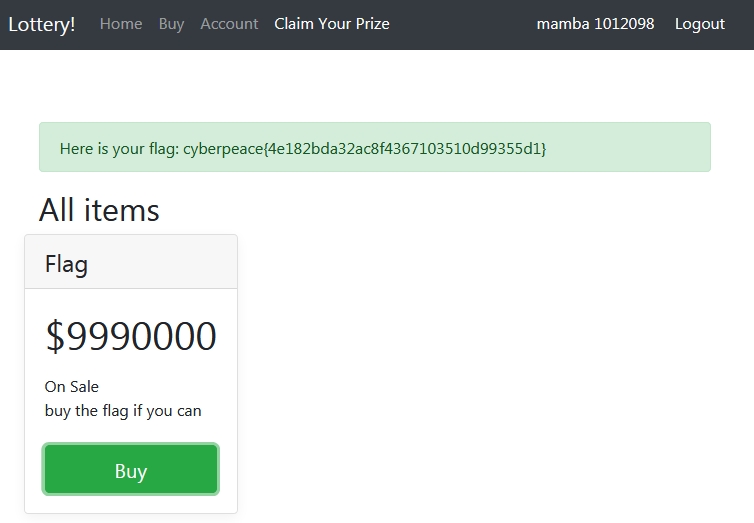 Lottery! Home Buy Account Claim Your Prize mamba 1012098 Logout
Here is your flag: cyberpeace{4e182bda32ac8f4367103510d99355d1}
All items
Flag
$9990000
On Sale
buy the flag if you can
Buy